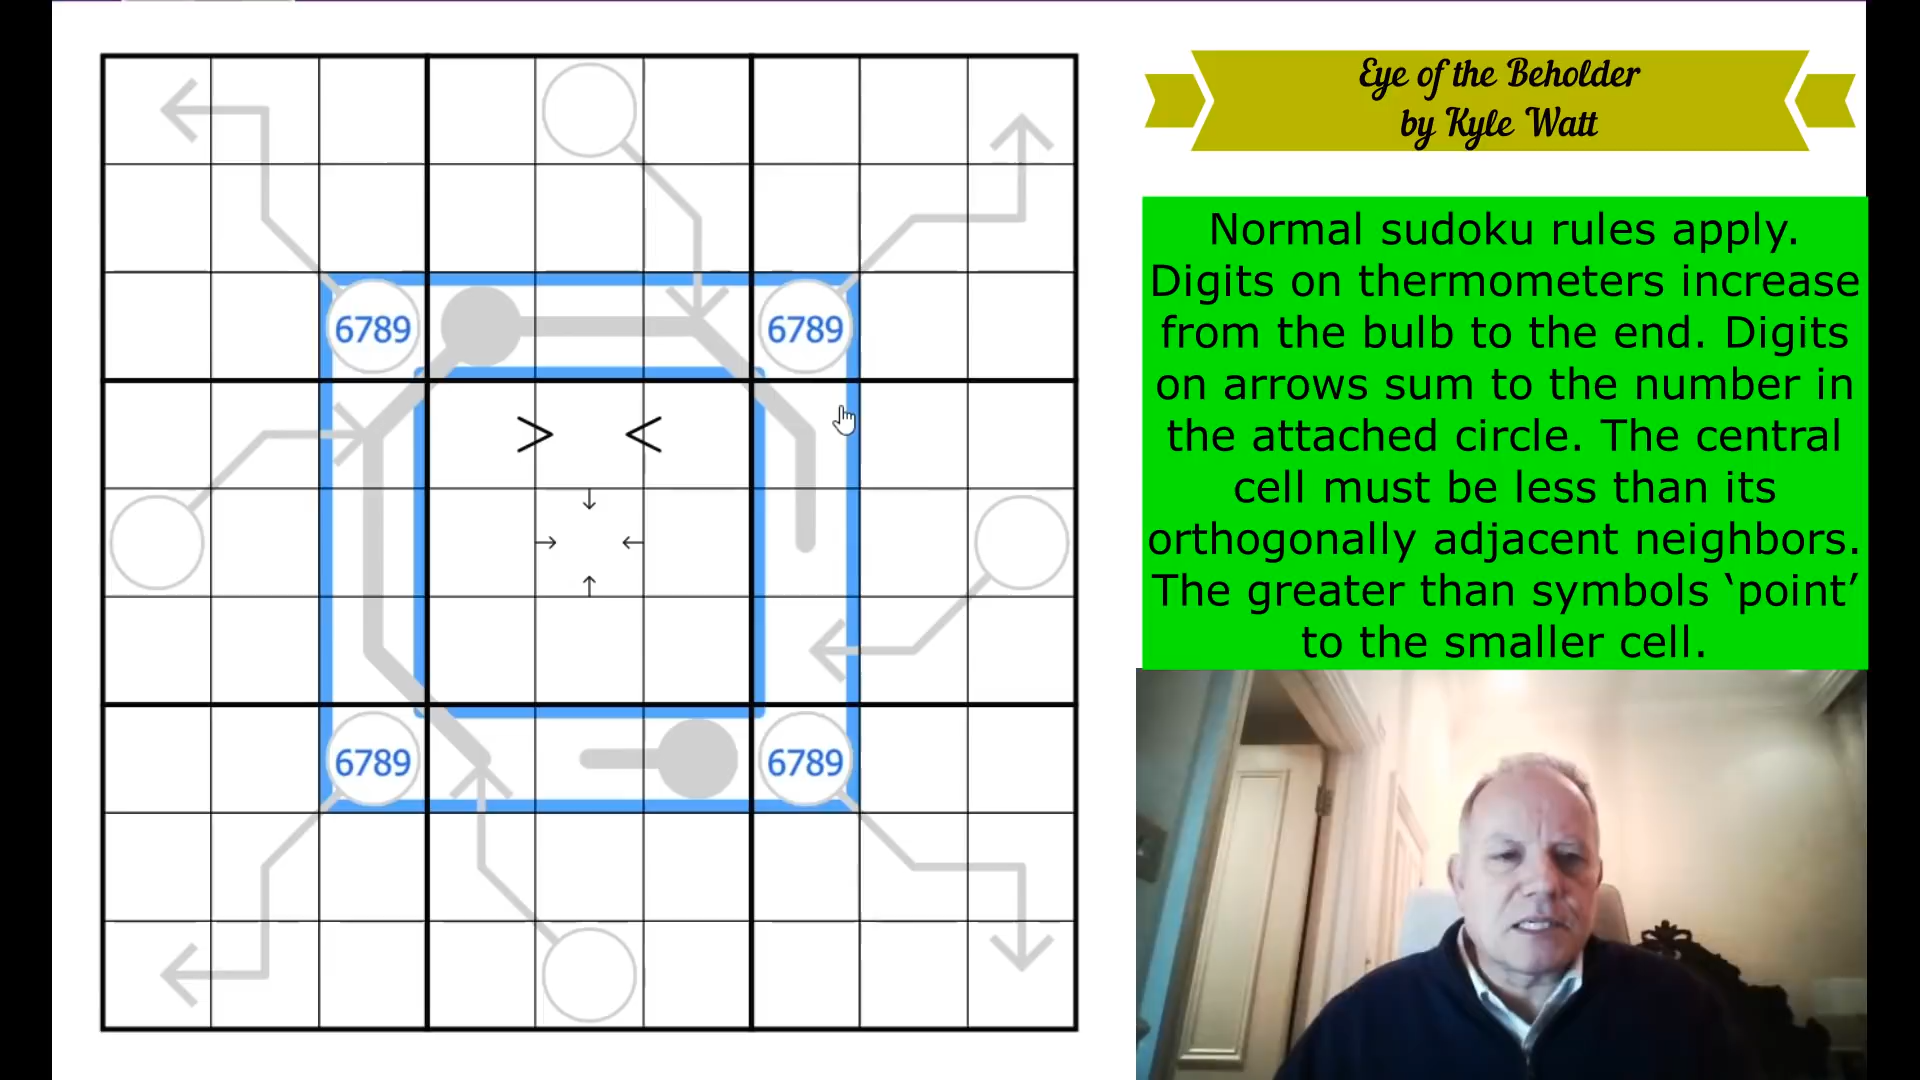 Eye of the Beholder
by Kyle Watt
Normal sudoku rules apply.
Digits on thermometers increase
from the bulb to the end. Digits
on arrows sum to the number in
the attached circle. The central
cell must be less than its
orthogonally adjacent neighbors.
The greater than symbols ‘point’
to the smaller cell.
6789 6789
> <
6789 6789